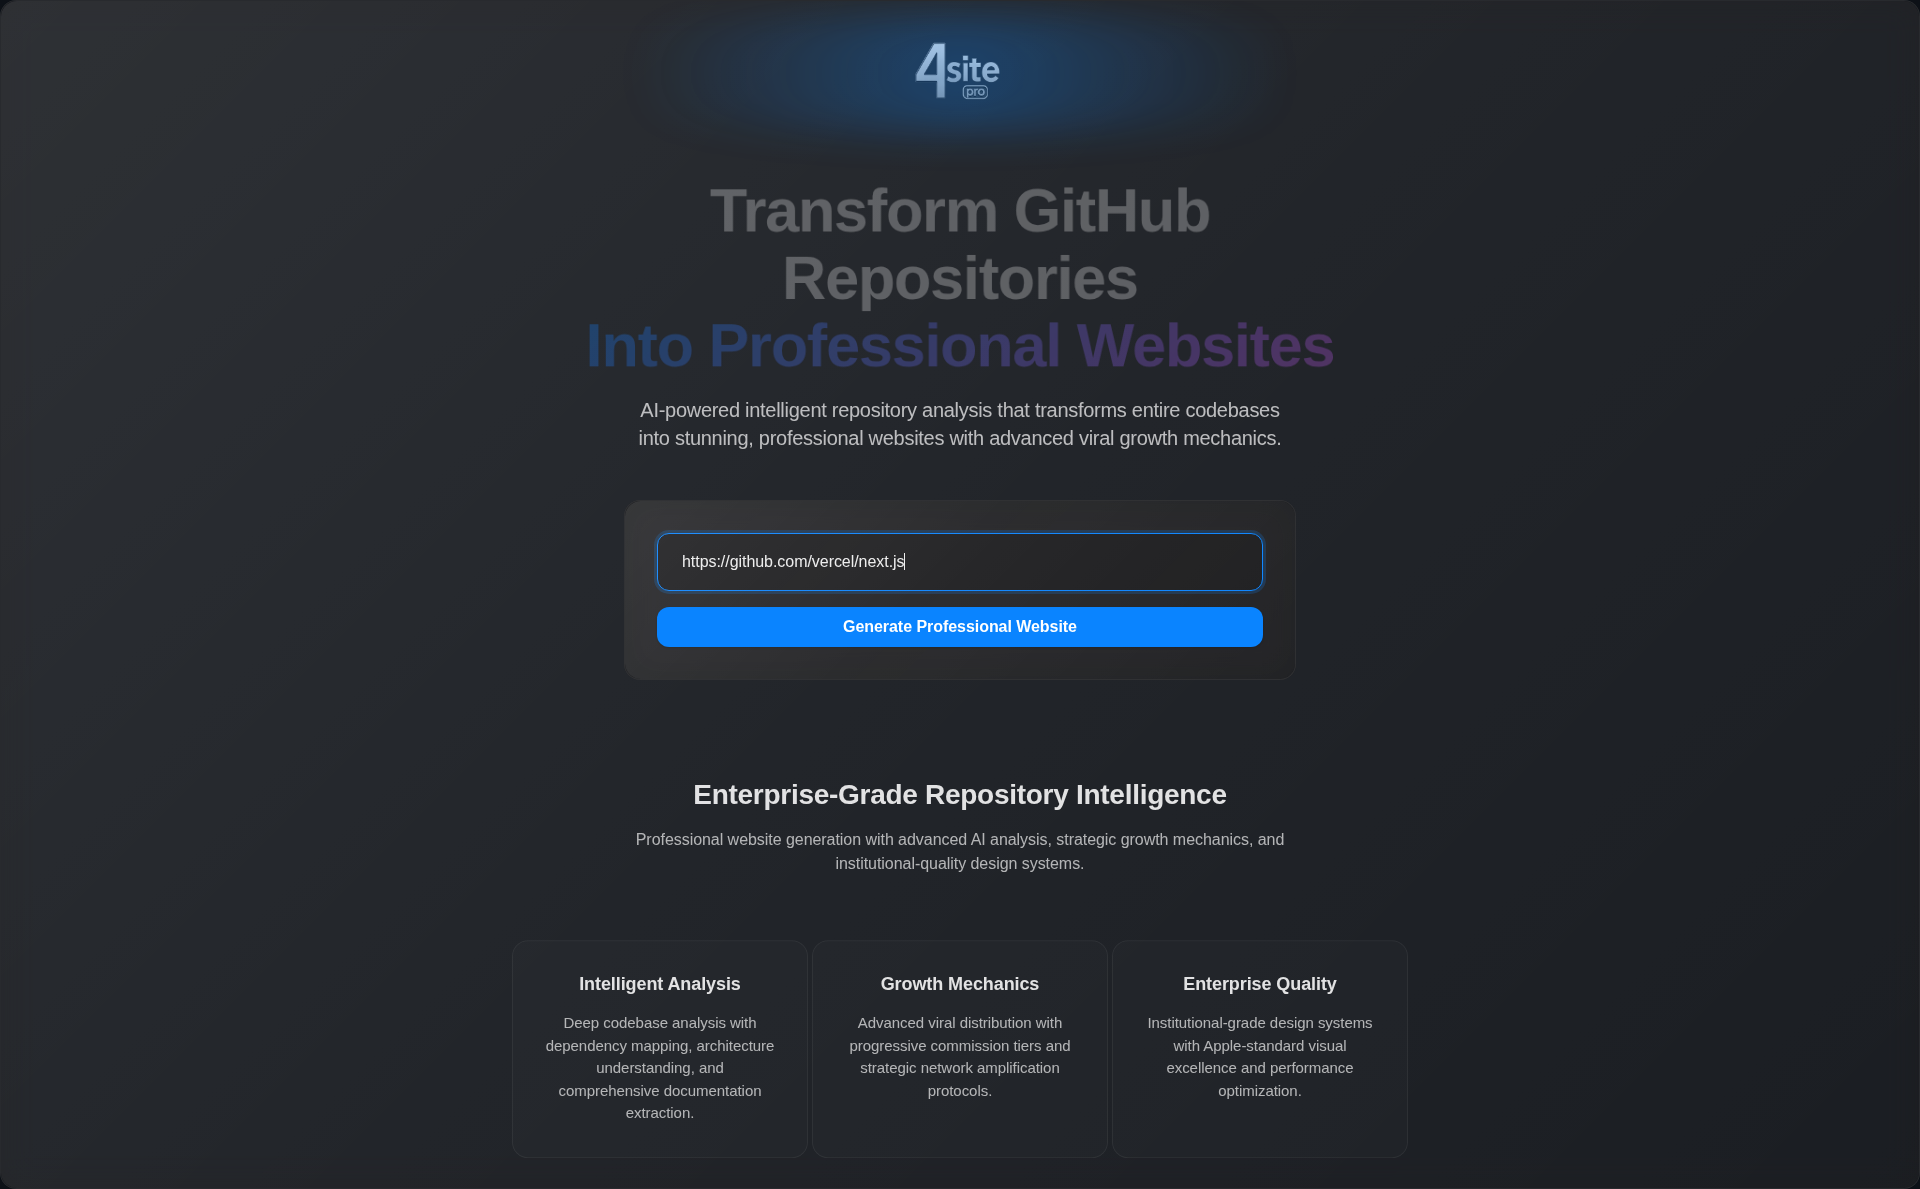 4site
pro
Transform GitHub
Repositories
Into Professional Websites
AI-powered intelligent repository analysis that transforms entire codebases
into stunning, professional websites with advanced viral growth mechanics.
https://github.com/vercel/next.js
Generate Professional Website
Enterprise-Grade Repository Intelligence
Professional website generation with advanced AI analysis, strategic growth mechanics, and
institutional-quality design systems.
Intelligent Analysis
Deep codebase analysis with
dependency mapping, architecture
understanding, and
comprehensive documentation
extraction.
Growth Mechanics
Advanced viral distribution with
progressive commission tiers and
strategic network amplification
protocols.
Enterprise Quality
Institutional-grade design systems
with Apple-standard visual
excellence and performance
optimization.